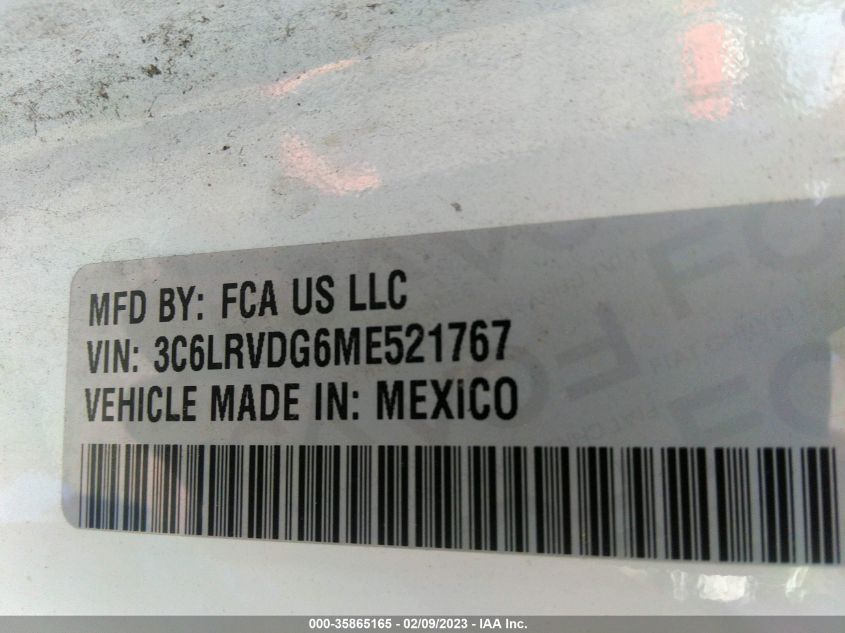 MFD BY: FCA US LLC
VIN: 3C6LRVDG6ME521767
VEHICLE MADE IN: MEXICO
000-35865165 - 02/09/2023 - IAA Inc.